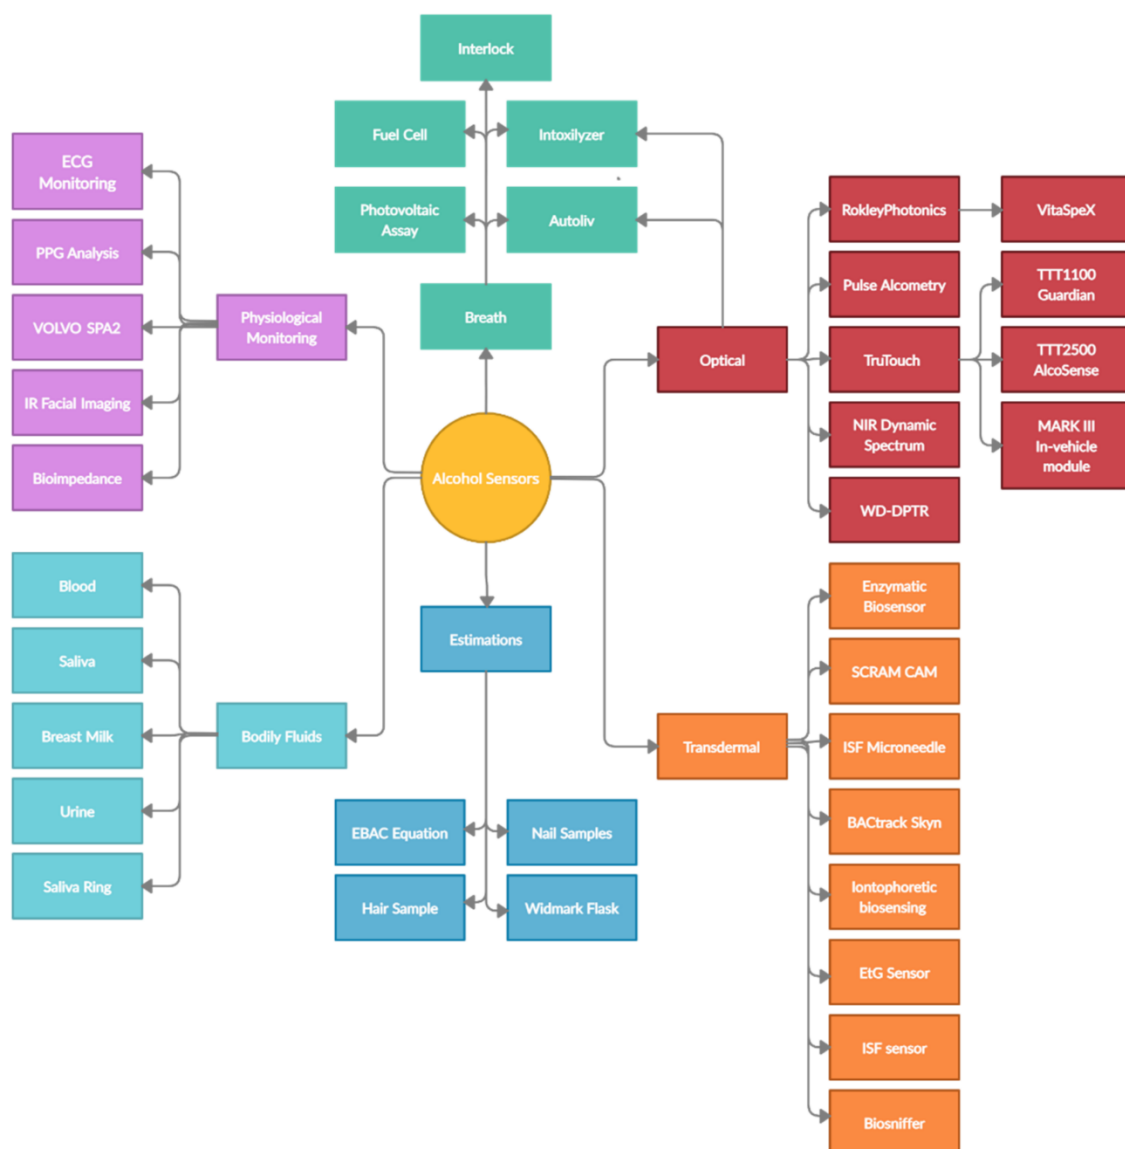 Interlock
Fuel Cell
Intoxilyzer
Photovoltaic
Assay
Autoliv
Breath
ECG
Monitoring
PPG Analysis
VOLVO SPA2
IR Facial Imaging
Bioimpedance
Physiological
Monitoring
Alcohol Sensors
Optical
RokleyPhotonics
VitaSpeX
Pulse Alcometry
TTT1100
Guardian
TruTouch
TTT2500
AlcoSense
NIR Dynamic
Spectrum
MARK III
In-vehicle
module
WD-DPTR
Blood
Saliva
Breast Milk
Urine
Saliva Ring
Bodily Fluids
Estimations
EBAC Equation
Nail Samples
Hair Sample
Widmark Flask
Transdermal
Enzymatic
Biosensor
SCRAM CAM
ISF Microneedle
BACtrack Skyn
Iontophoretic
biosensing
EtG Sensor
ISF sensor
Biosniffer